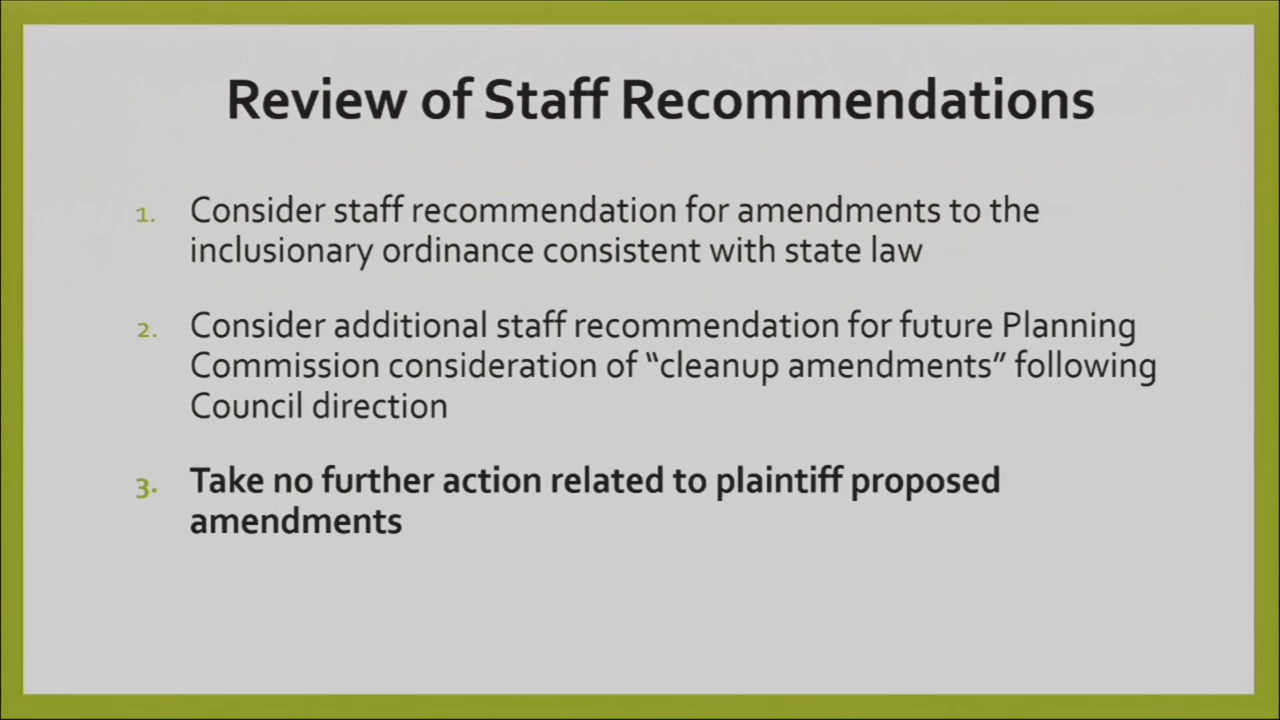 Review of Staff Recommendations
1. Consider staff recommendation for amendments to the
inclusionary ordinance consistent with state law
2. Consider additional staff recommendation for future Planning
Commission consideration of “cleanup amendments” following
Council direction
3. Take no further action related to plaintiff proposed
amendments